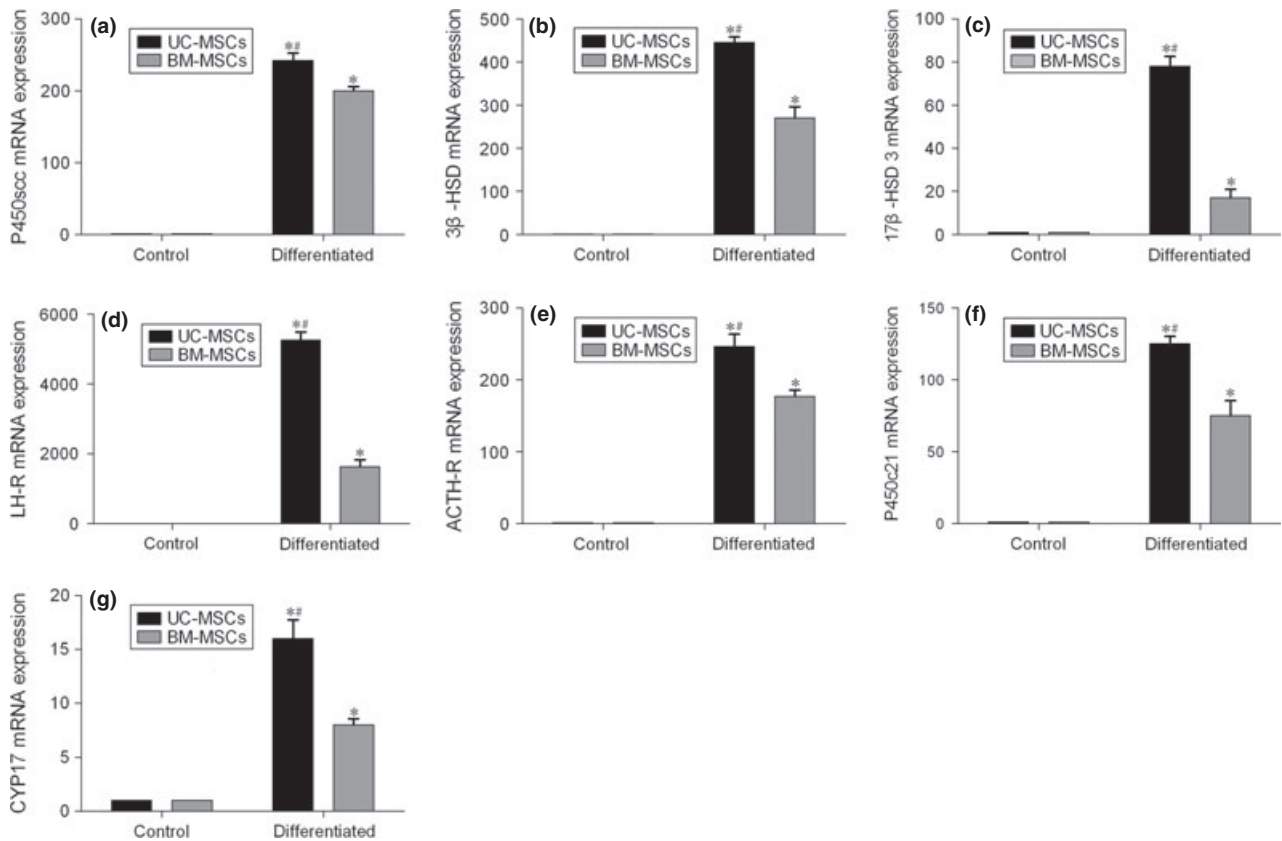 (a)
P450scc mRNA expression
300
200
100
0
UC-MSCs
BM-MSCs
*#
*
Control
Differentiated
(b)
3β -HSD mRNA expression
500
400
300
200
100
0
UC-MSCs
BM-MSCs
*#
*
Control
Differentiated
(c)
17β -HSD 3 mRNA expression
100
80
60
40
20
0
UC-MSCs
BM-MSCs
*#
*
Control
Differentiated
(d)
LH-R mRNA expression
6000
4000
2000
0
UC-MSCs
BM-MSCs
*#
*
Control
Differentiated
(e)
ACTH-R mRNA expression
300
200
100
0
UC-MSCs
BM-MSCs
*#
*
Control
Differentiated
(f)
P450c21 mRNA expression
150
100
50
0
UC-MSCs
BM-MSCs
*#
*
Control
Differentiated
(g)
CYP17 mRNA expression
20
15
10
5
0
UC-MSCs
BM-MSCs
*#
*
Control
Differentiated